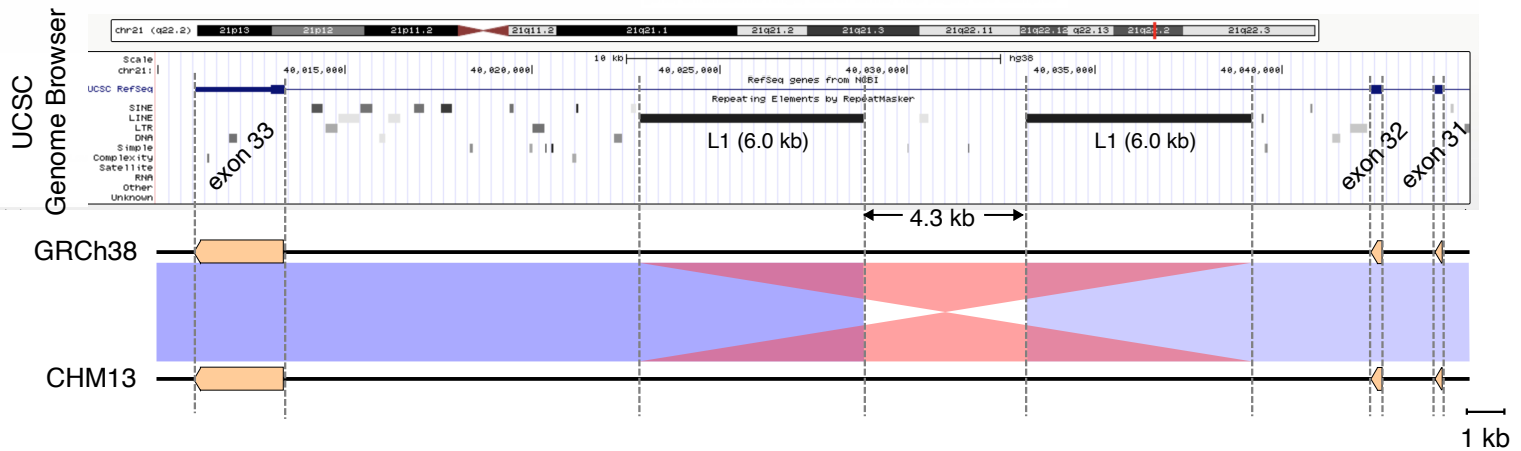 chr21 (q22.2) 21p13 21p12 21p11.2 21q11.2 21q21.1 21q21.2 21q21.3 21q22.11 21q22.12 q22.13 21q22.2 21q22.3
UCSC
Genome Browser
Scale 10 kb hg38
chr21: 40,015,000 40,020,000 40,025,000 40,030,000 40,035,000 40,040,000
RefSeq genes from NCBI
UCSC RefSeq
Repeating Elements by RepeatMasker
SINE
LINE
LTR
DNA
Simple
Complexity
Satellite
RNA
Other
Unknown
exon 33
L1 (6.0 kb)
L1 (6.0 kb)
exon 32
exon 31
4.3 kb
GRCh38
CHM13
1 kb